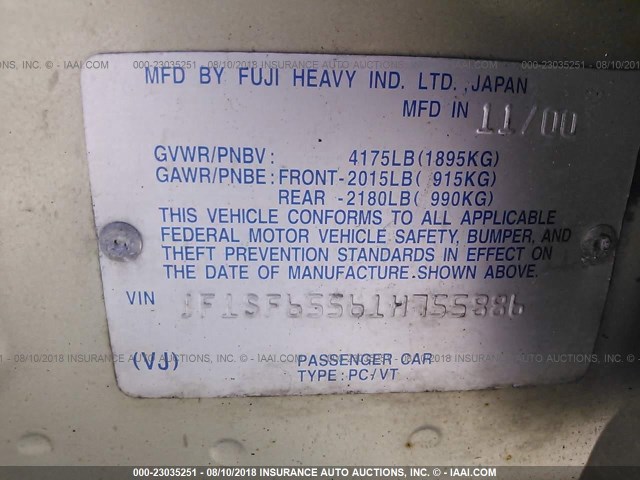 000-23035251 - 08/10/2018 INSURANCE AUTO AUCTIONS, INC. - © - IAAI.COM
MFD BY FUJI HEAVY IND. LTD., JAPAN
MFD IN 11/00
GVWR/PNBV: 4175LB(1895KG)
GAWR/PNBE: FRONT-2015LB( 915KG)
REAR -2180LB( 990KG)
THIS VEHICLE CONFORMS TO ALL APPLICABLE
FEDERAL MOTOR VEHICLE SAFETY, BUMPER, AND
THEFT PREVENTION STANDARDS IN EFFECT ON
THE DATE OF MANUFACTURE.SHOWN ABOVE.
VIN JF1SF65561H755886
(VJ) PASSENGER-CAR
TYPE:PC/VT
000-23035251 - 08/10/2018 INSURANCE AUTO AUCTIONS, INC. - © - IAAI.COM